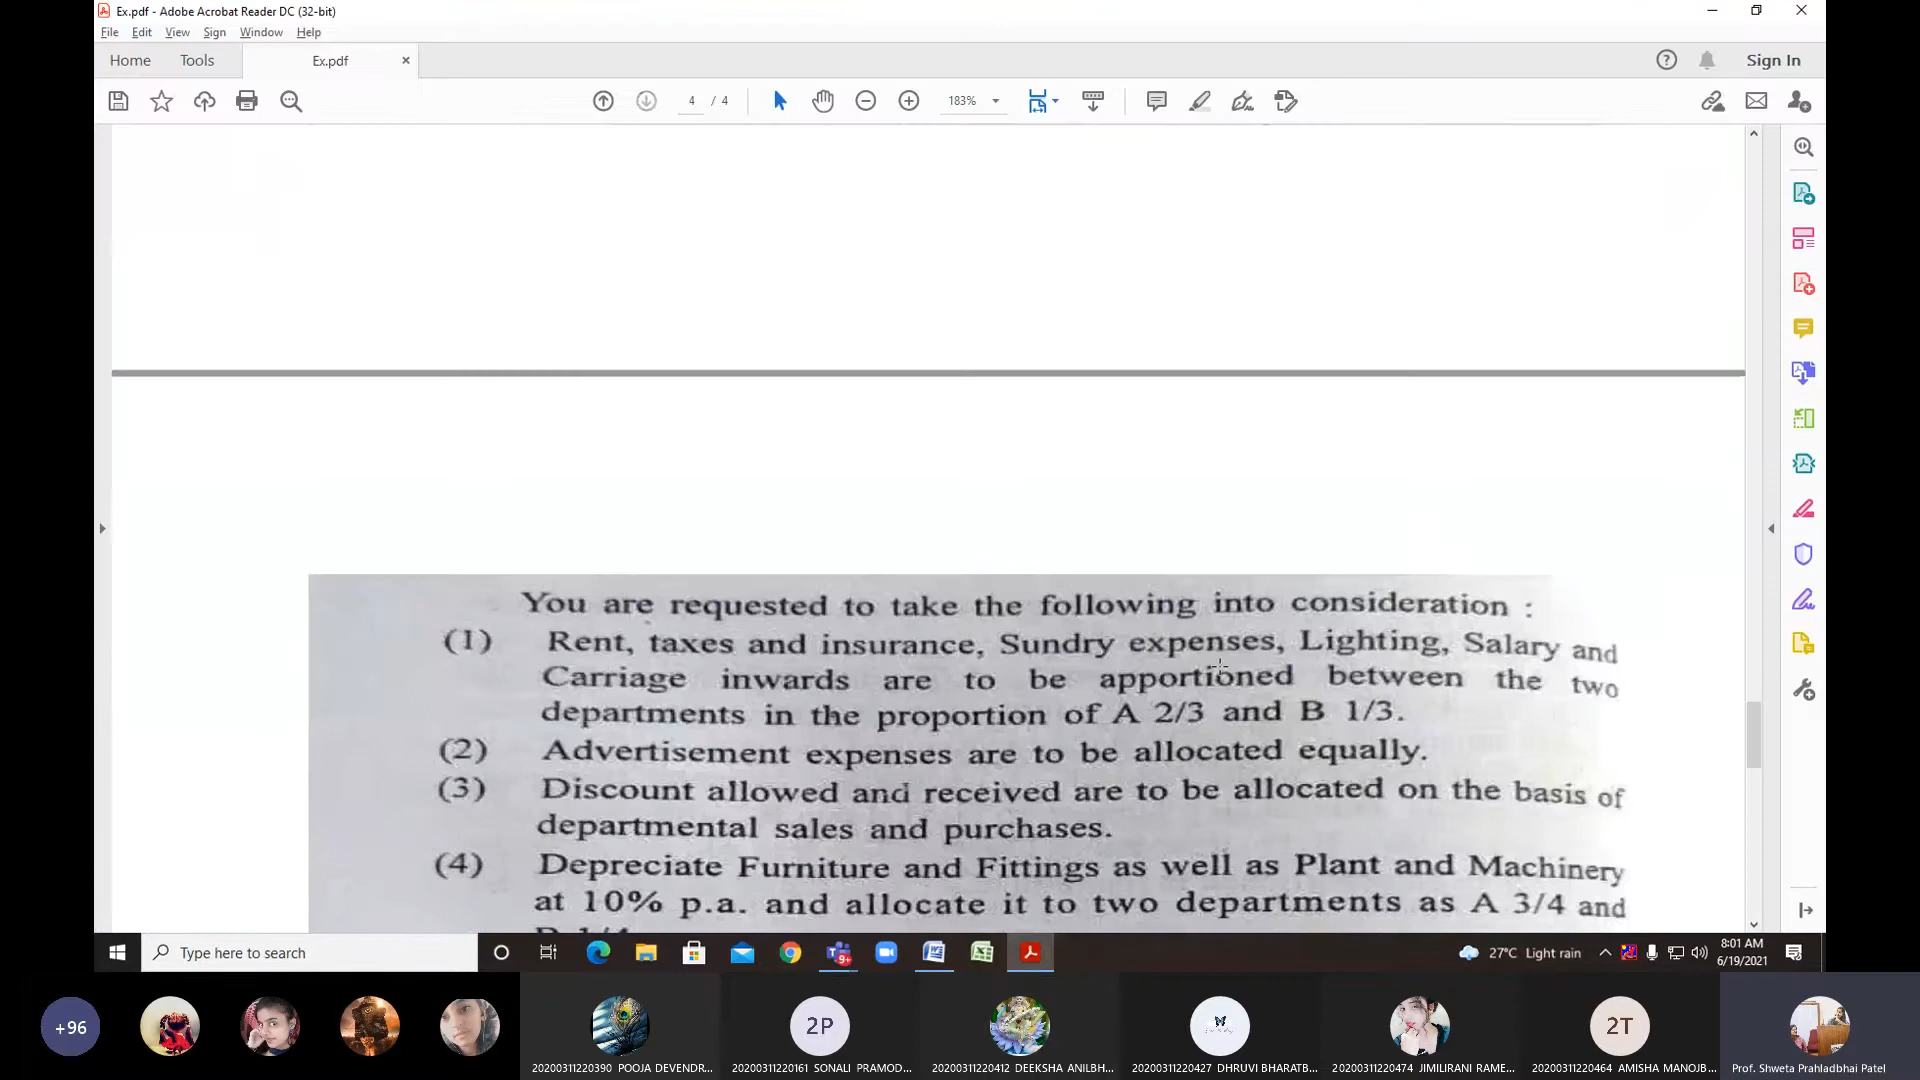 Ex.pdf - Adobe Acrobat Reader DC (32-bit)
File Edit View Sign Window Help
Home Tools Ex.pdf × Sign In
4 / 4 183%
You are requested to take the following into consideration :
(1) Rent, taxes and insurance, Sundry expenses, Lighting, Salary and
Carriage inwards are to be apportioned between the two
departments in the proportion of A 2/3 and B 1/3.
(2) Advertisement expenses are to be allocated equally.
(3) Discount allowed and received are to be allocated on the basis of
departmental sales and purchases.
(4) Depreciate Furniture and Fittings as well as Plant and Machinery
at 10% p.a. and allocate it to two departments as A 3/4 and
Type here to search
9+
27°C Light rain
8:01 AM
6/19/2021
+96
2P
2T
20200311220390 POOJA DEVENDR...
20200311220161 SONALI PRAMOD...
20200311220412 DEEKSHA ANILBH...
20200311220427 DHRUVI BHARATB...
20200311220474 JIMILIRANI RAME...
20200311220464 AMISHA MANOJB...
Prof. Shweta Prahladbhai Patel